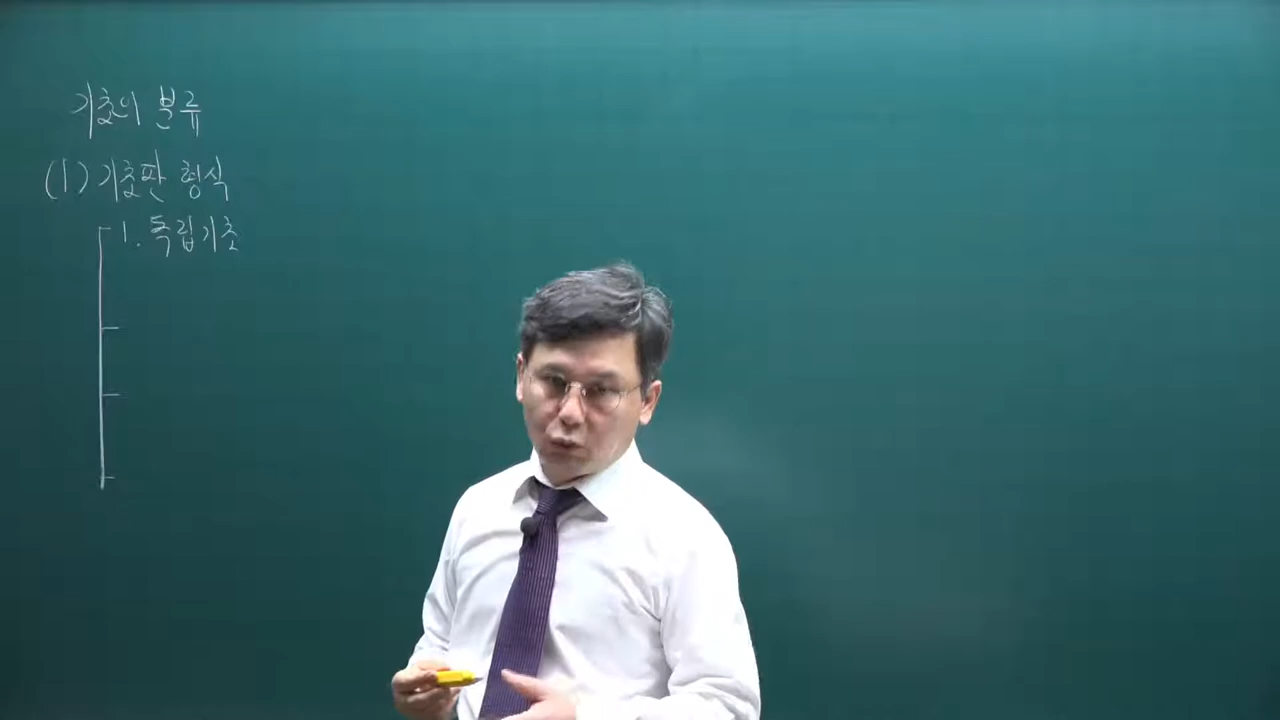 기초의 분류
(1) 기초판 형식
1. 독립기초